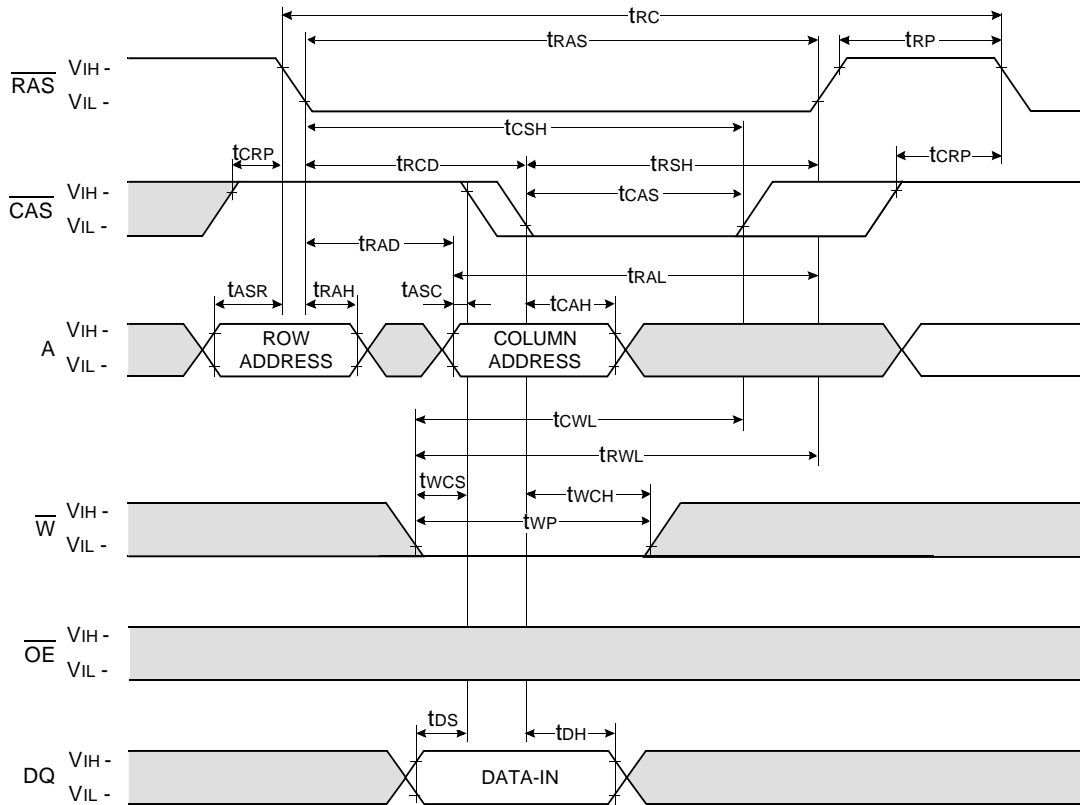 tRC
tRAS
tRP
RAS
VIH -
VIL -
tCSH
tCRP
tRCD
tRSH
tCRP
CAS
VIH -
VIL -
tCAS
tRAD
tRAL
tASR
tRAH
tASC
tCAH
A
VIH -
VIL -
ROW
ADDRESS
COLUMN
ADDRESS
tCWL
tRWL
tWCS
tWCH
W
VIH -
VIL -
tWP
OE
VIH -
VIL -
tDS
tDH
DQ
VIH -
VIL -
DATA-IN